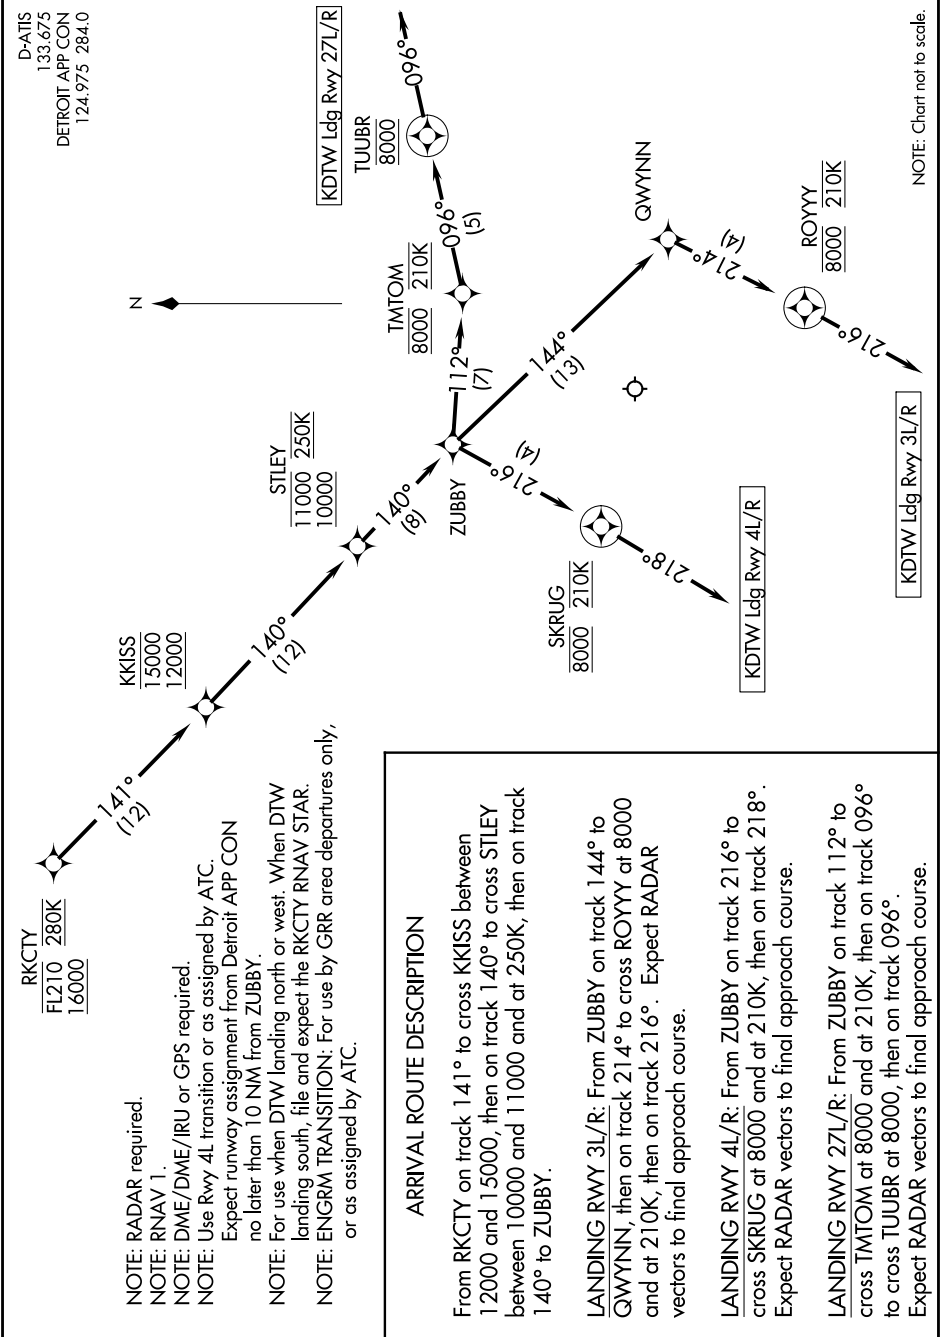 D-ATIS
133.675
DETROIT APP CON
124.975 284.0
N
RKCTY
FL210 280K
16000
141°
(12)
KKISS
15000
12000
140°
(12)
STLEY
11000 250K
10000
140°
(8)
ZUBBY
112°
(7)
TMTOM
8000 210K
096°
(5)
TUUBR
8000
096°
KDTW Ldg Rwy 27L/R
144°
(13)
QWYNN
214°
(4)
ROYYY
8000 210K
216°
KDTW Ldg Rwy 3L/R
216°
(4)
SKRUG
8000 210K
218°
KDTW Ldg Rwy 4L/R
NOTE: RADAR required.
NOTE: RNAV 1.
NOTE: DME/DME/IRU or GPS required.
NOTE: Use Rwy 4L transition or as assigned by ATC.
Expect runway assignment from Detroit APP CON
no later than 10 NM from ZUBBY.
NOTE: For use when DTW landing north or west. When DTW
landing south, file and expect the RKCTY RNAV STAR.
NOTE: ENGRM TRANSITION: For use by GRR area departures only,
or as assigned by ATC.
ARRIVAL ROUTE DESCRIPTION
From RKCTY on track 141° to cross KKISS between
12000 and 15000, then on track 140° to cross STLEY
between 10000 and 11000 and at 250K, then on track
140° to ZUBBY.
LANDING RWY 3L/R: From ZUBBY on track 144° to
QWYNN, then on track 214° to cross ROYYY at 8000
and at 210K, then on track 216°. Expect RADAR
vectors to final approach course.
LANDING RWY 4L/R: From ZUBBY on track 216° to
cross SKRUG at 8000 and at 210K, then on track 218°.
Expect RADAR vectors to final approach course.
LANDING RWY 27L/R: From ZUBBY on track 112° to
cross TMTOM at 8000 and at 210K, then on track 096°
to cross TUUBR at 8000, then on track 096°.
Expect RADAR vectors to final approach course.
NOTE: Chart not to scale.